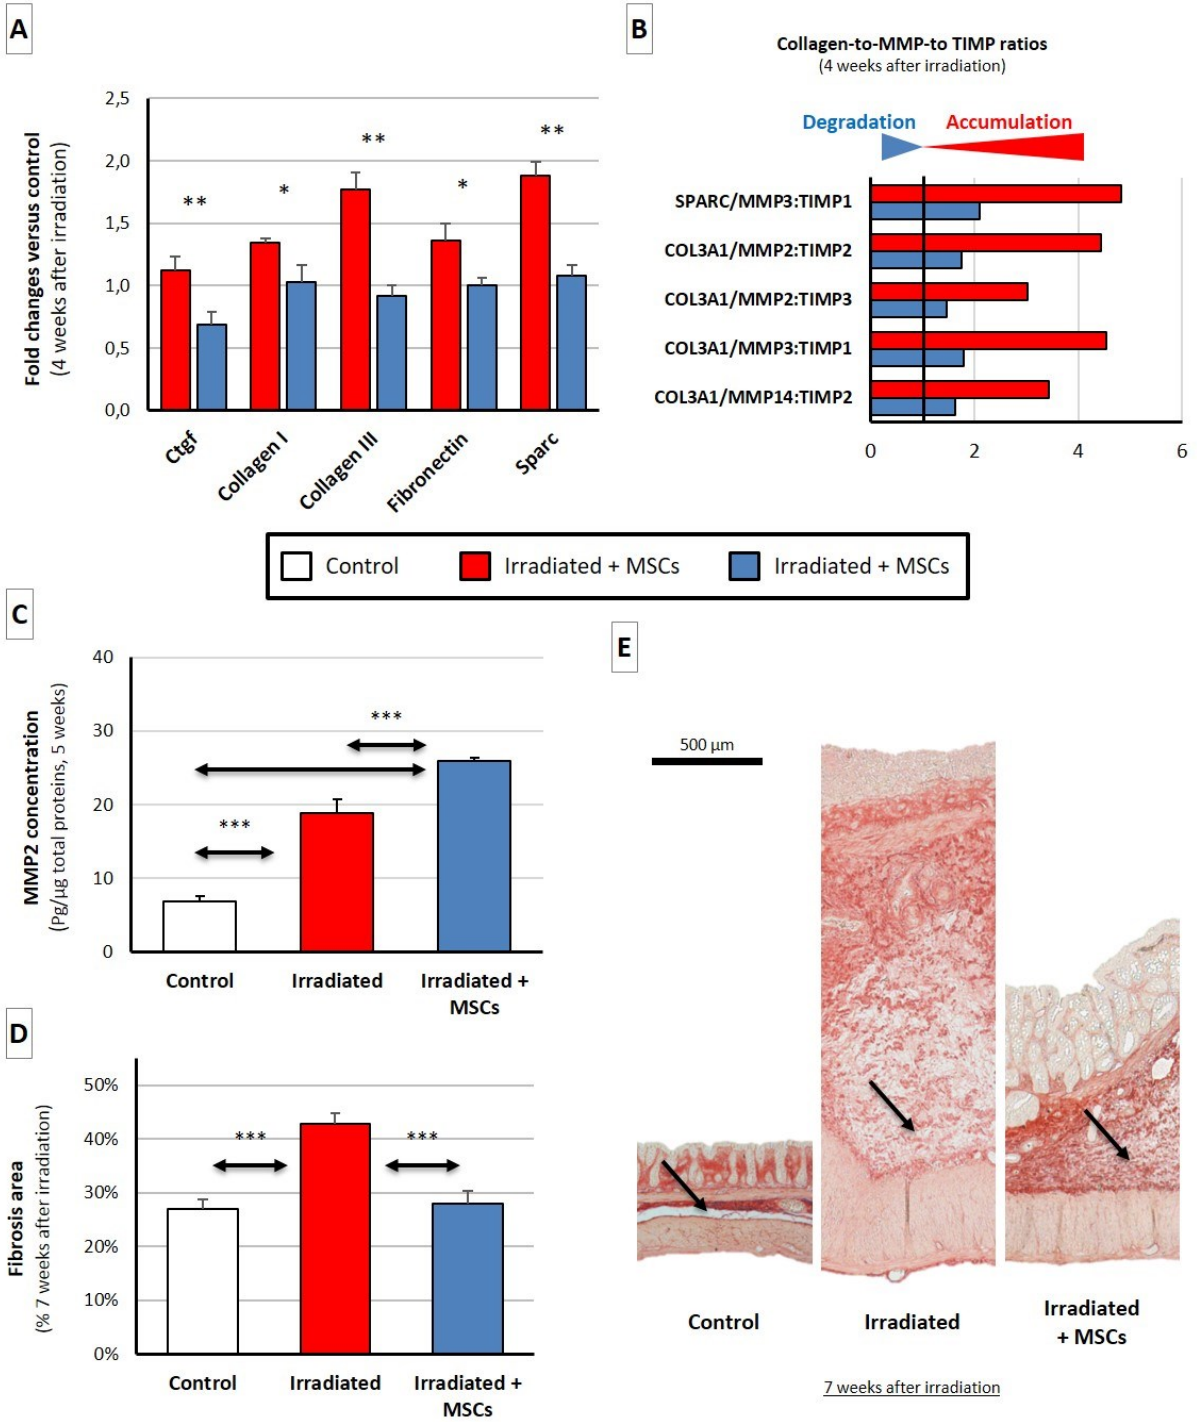 A
Fold changes versus control
(4 weeks after irradiation)
2,5
2,0
1,5
1,0
0,5
0,0
**
*
**
*
**
Ctgf
Collagen I
Collagen III
Fibronectin
Sparc
B
Collagen-to-MMP-to TIMP ratios
(4 weeks after irradiation)
Degradation
Accumulation
SPARC/MMP3:TIMP1
COL3A1/MMP2:TIMP2
COL3A1/MMP2:TIMP3
COL3A1/MMP3:TIMP1
COL3A1/MMP14:TIMP2
0 2 4 6
Control
Irradiated + MSCs
Irradiated + MSCs
C
MMP2 concentration
(Pg/µg total proteins, 5 weeks)
40
30
20
10
0
***
***
Control
Irradiated
Irradiated +
MSCs
D
Fibrosis area
(% 7 weeks after irradiation)
50%
40%
30%
20%
10%
0%
***
***
Control
Irradiated
Irradiated +
MSCs
E
500 µm
Control
Irradiated
Irradiated
+ MSCs
7 weeks after irradiation